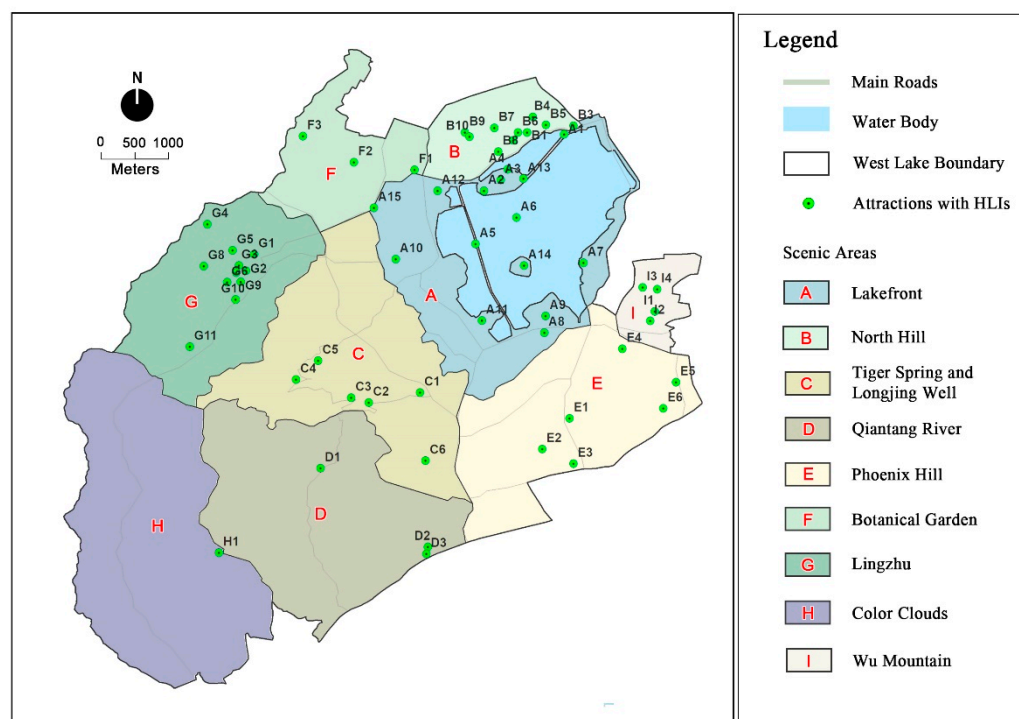 N
0 500 1000
Meters
F3
F2
F1
F
B10
B9
B7
B4
B6
B5
B3
B1
B8
B
A1
A4
A3
A13
A2
A12
A15
A6
A5
A10
A14
A7
A
A11
A9
A8
G4
G5
G1
G8
G3
G2
G6
G10
G9
G
G11
I3
I4
I1
I
I2
C5
C
C4
C3
C2
C1
C6
E4
E5
E
E6
E1
E2
E3
D1
D
D2
D3
H
H1
Legend
Main Roads
Water Body
West Lake Boundary
Attractions with HLIs
Scenic Areas
A Lakefront
B North Hill
C Tiger Spring and
Longjing Well
D Qiantang River
E Phoenix Hill
F Botanical Garden
G Lingzhu
H Color Clouds
I Wu Mountain